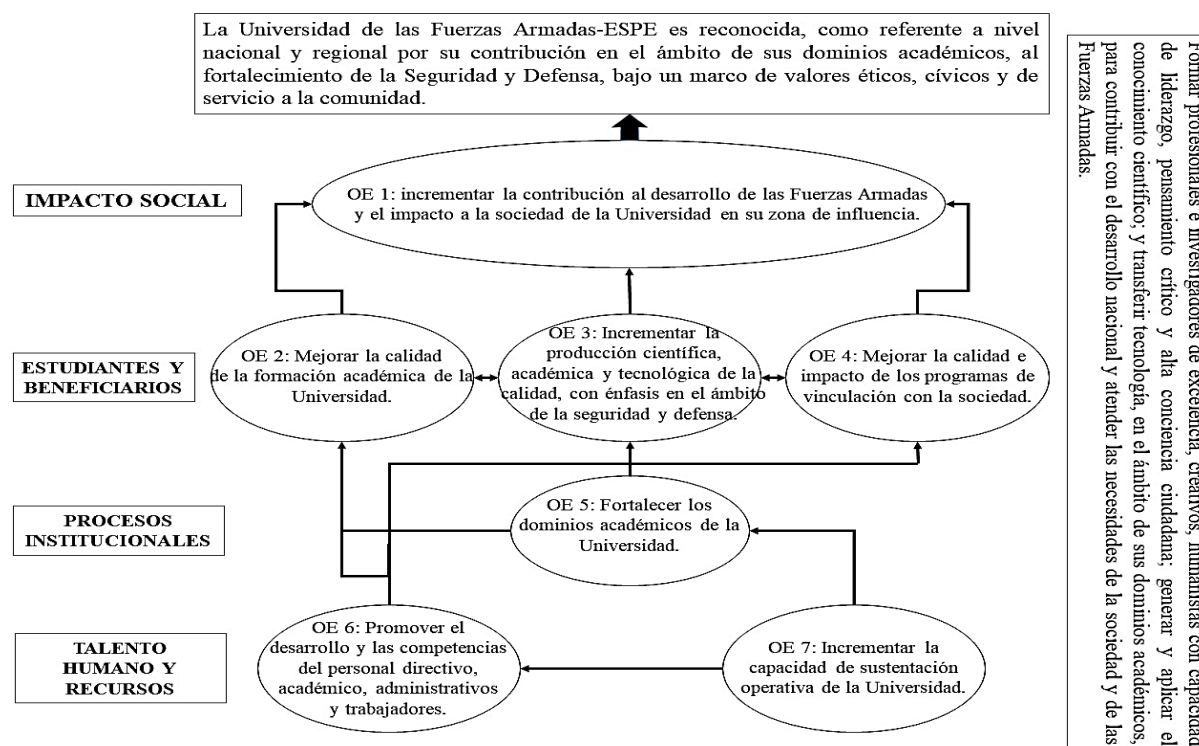 La Universidad de las Fuerzas Armadas-ESPE es reconocida, como referente a nivel
nacional y regional por su contribución en el ámbito de sus dominios académicos, al
fortalecimiento de la Seguridad y Defensa, bajo un marco de valores éticos, cívicos y de
servicio a la comunidad.
IMPACTO SOCIAL
OE 1: incrementar la contribución al desarrollo de las Fuerzas Armadas
y el impacto a la sociedad de la Universidad en su zona de influencia.
ESTUDIANTES Y
BENEFICIARIOS
OE 2: Mejorar la calidad
de la formación académica de la
Universidad.
OE 3: Incrementar la
producción científica,
académica y tecnológica de la
calidad, con énfasis en el ámbito
de la seguridad y defensa.
OE 4: Mejorar la calidad e
impacto de los programas de
vinculación con la sociedad.
PROCESOS
INSTITUCIONALES
OE 5: Fortalecer los
dominios académicos de la
Universidad.
TALENTO
HUMANO Y
RECURSOS
OE 6: Promover el
desarrollo y las competencias
del personal directivo,
académico, administrativos
y trabajadores.
OE 7: Incrementar la
capacidad de sustentación
operativa de la Universidad.
Formar profesionales e investigadores de excelencia, creativos, humanistas con capacidad
de liderazgo, pensamiento crítico y alta conciencia ciudadana; generar y aplicar el
conocimiento científico; y transferir tecnología, en el ámbito de sus dominios académicos,
para contribuir con el desarrollo nacional y atender las necesidades de la sociedad y de las
Fuerzas Armadas.